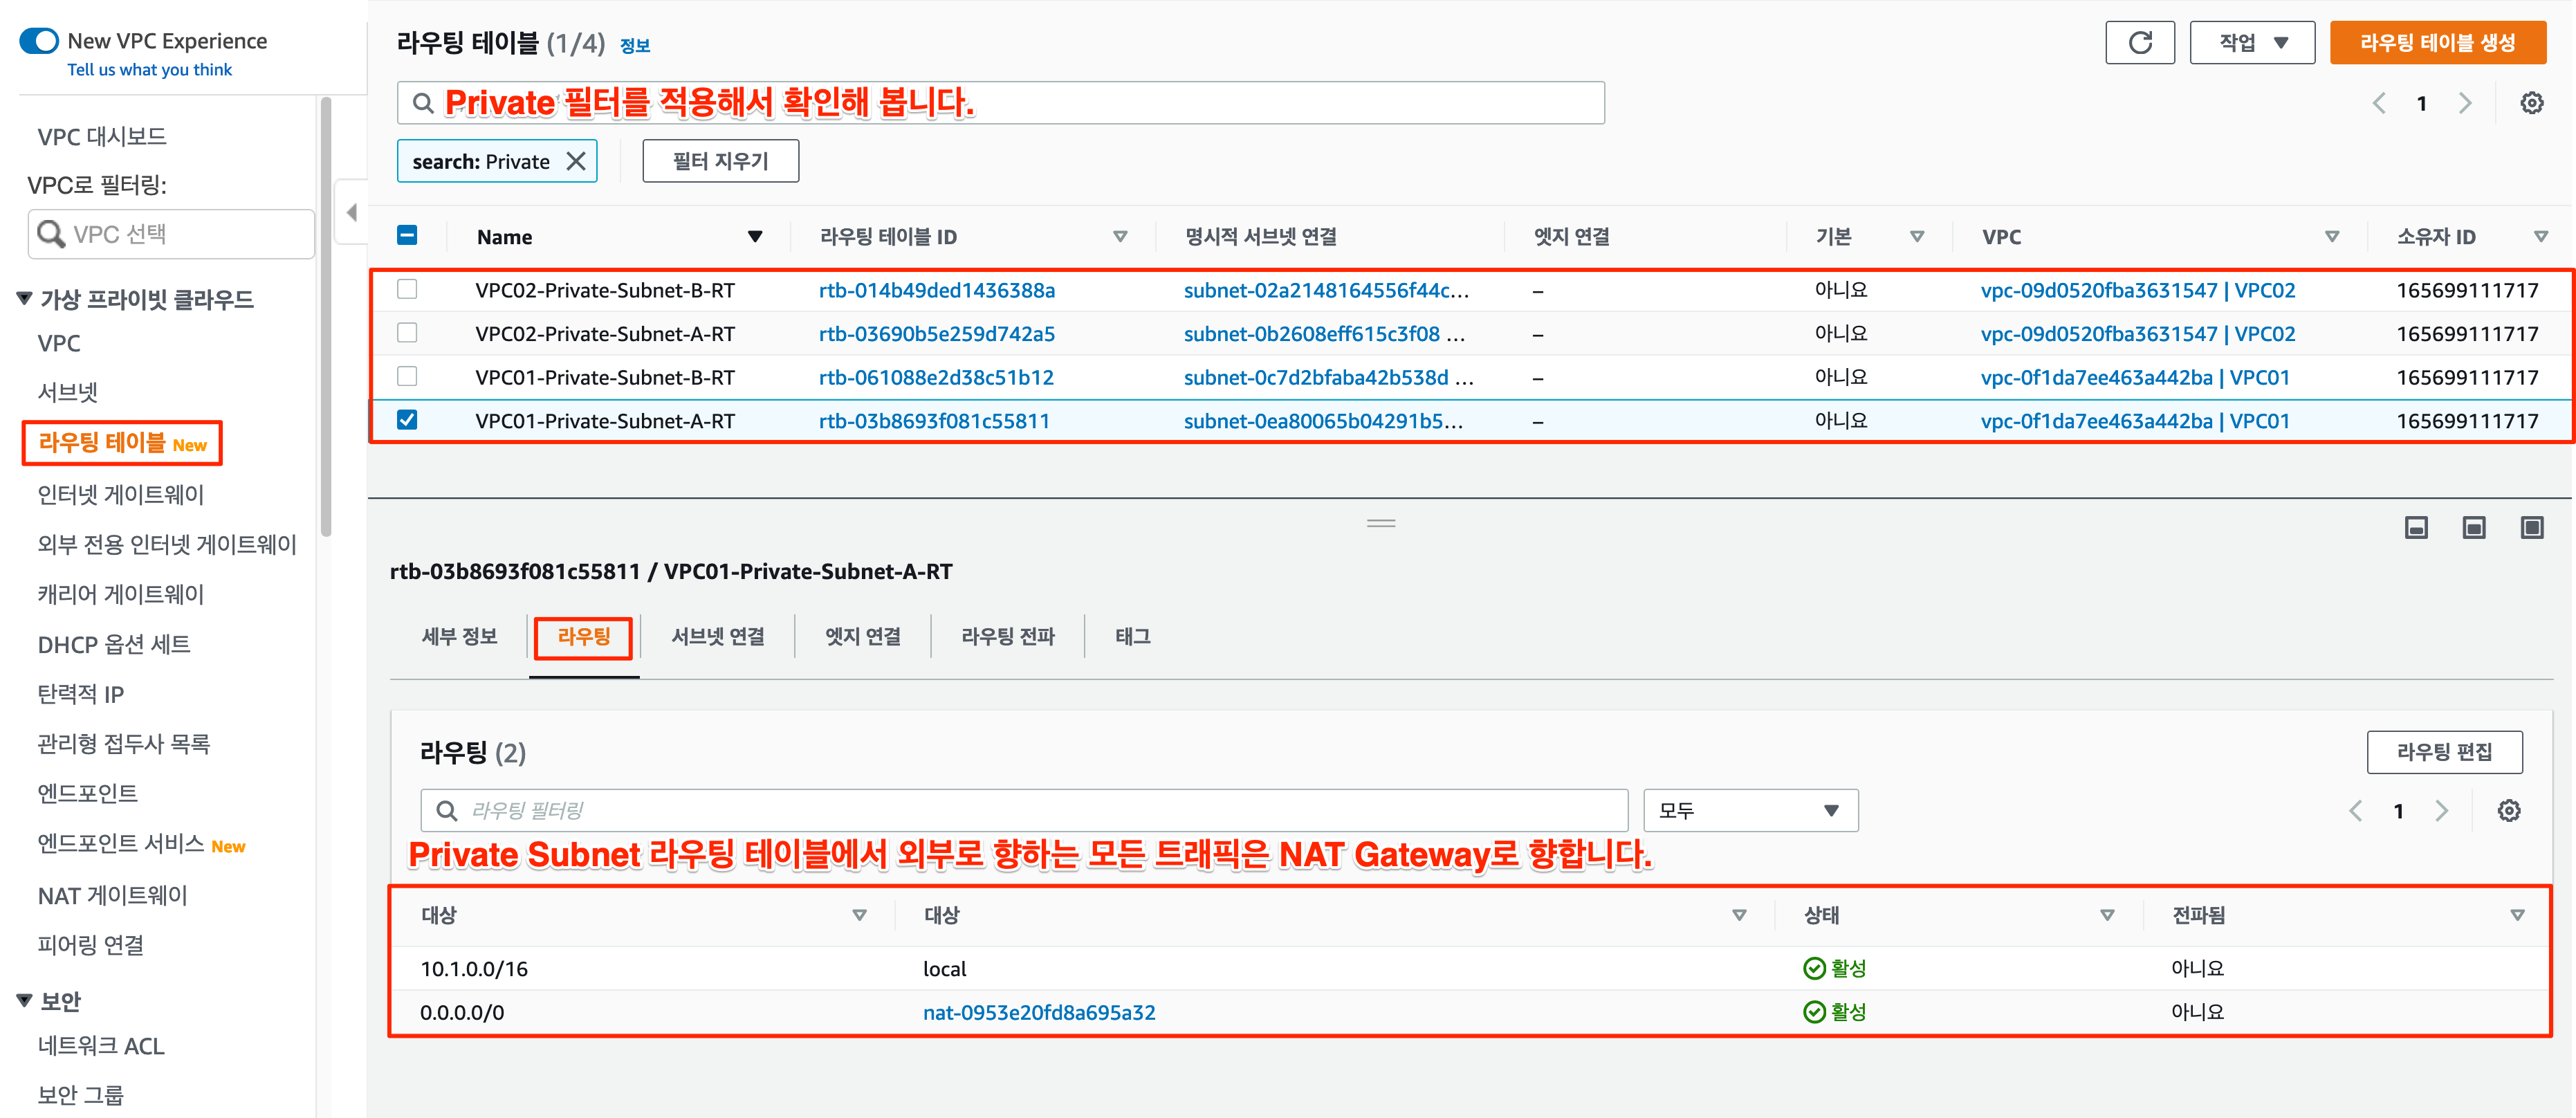 New VPC Experience
Tell us what you think
VPC 대시보드
VPC로 필터링:
VPC 선택
가상 프라이빗 클라우드
VPC
서브넷
라우팅 테이블 New
인터넷 게이트웨이
외부 전용 인터넷 게이트웨이
캐리어 게이트웨이
DHCP 옵션 세트
탄력적 IP
관리형 접두사 목록
엔드포인트
엔드포인트 서비스 New
NAT 게이트웨이
피어링 연결
보안
네트워크 ACL
보안 그룹
라우팅 테이블 (1/4) 정보
작업
라우팅 테이블 생성
Private 필터를 적용해서 확인해 봅니다.
1
search: Private
필터 지우기
Name 라우팅 테이블 ID 명시적 서브넷 연결 엣지 연결 기본 VPC 소유자 ID
VPC02-Private-Subnet-B-RT rtb-014b49ded1436388a subnet-02a2148164556f44c... – 아니요 vpc-09d0520fba3631547 | VPC02 165699111717
VPC02-Private-Subnet-A-RT rtb-03690b5e259d742a5 subnet-0b2608eff615c3f08 ... – 아니요 vpc-09d0520fba3631547 | VPC02 165699111717
VPC01-Private-Subnet-B-RT rtb-061088e2d38c51b12 subnet-0c7d2bfaba42b538d ... – 아니요 vpc-0f1da7ee463a442ba | VPC01 165699111717
VPC01-Private-Subnet-A-RT rtb-03b8693f081c55811 subnet-0ea80065b04291b5... – 아니요 vpc-0f1da7ee463a442ba | VPC01 165699111717
rtb-03b8693f081c55811 / VPC01-Private-Subnet-A-RT
세부 정보 라우팅 서브넷 연결 엣지 연결 라우팅 전파 태그
라우팅 (2)
라우팅 편집
라우팅 필터링
모두
1
Private Subnet 라우팅 테이블에서 외부로 향하는 모든 트래픽은 NAT Gateway로 향합니다.
대상 대상 상태 전파됨
10.1.0.0/16 local 활성 아니요
0.0.0.0/0 nat-0953e20fd8a695a32 활성 아니요